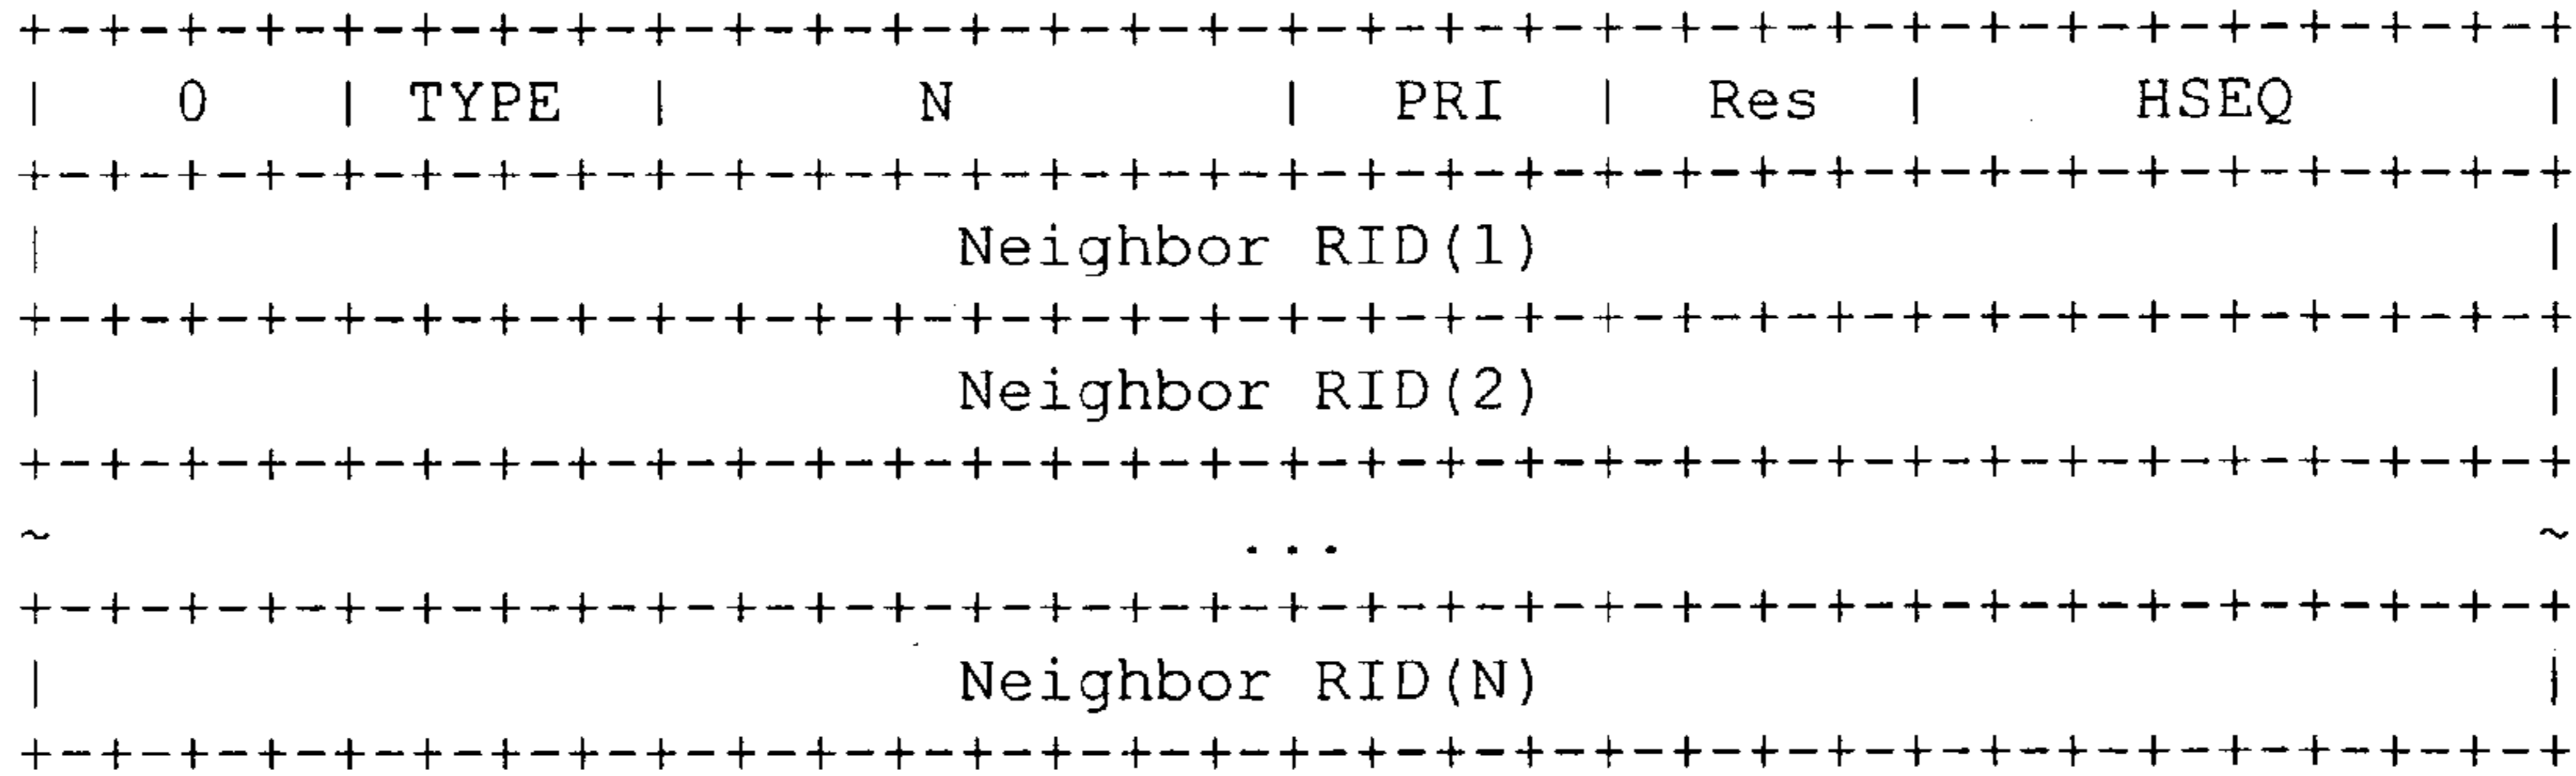 +-+-+-+-+-+-+-+-+-+-+-+-+-+-+-+-+-+-+-+-+-+-+-+-+-+-+-+-+-+-+-+-+
|   0   | TYPE  |       N       |  PRI  |  Res  |     HSEQ      |
+-+-+-+-+-+-+-+-+-+-+-+-+-+-+-+-+-+-+-+-+-+-+-+-+-+-+-+-+-+-+-+-+
|                       Neighbor RID(1)                         |
+-+-+-+-+-+-+-+-+-+-+-+-+-+-+-+-+-+-+-+-+-+-+-+-+-+-+-+-+-+-+-+-+
|                       Neighbor RID(2)                         |
+-+-+-+-+-+-+-+-+-+-+-+-+-+-+-+-+-+-+-+-+-+-+-+-+-+-+-+-+-+-+-+-+
~                              ...                              ~
+-+-+-+-+-+-+-+-+-+-+-+-+-+-+-+-+-+-+-+-+-+-+-+-+-+-+-+-+-+-+-+-+
|                       Neighbor RID(N)                         |
+-+-+-+-+-+-+-+-+-+-+-+-+-+-+-+-+-+-+-+-+-+-+-+-+-+-+-+-+-+-+-+-+